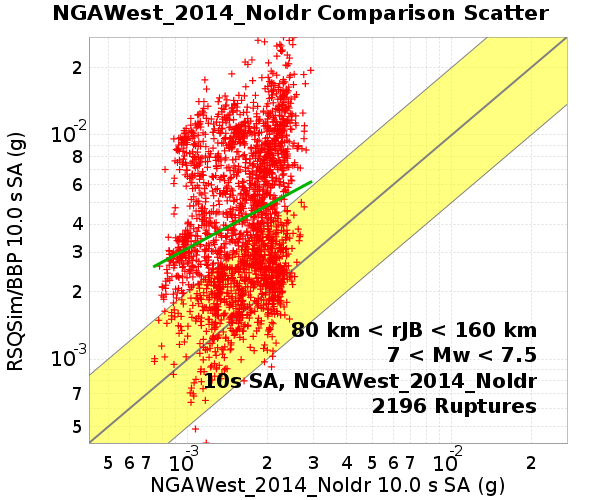 NGAWest_2014_NoIdr Comparison Scatter
RSQSim/BBP 10.0 s SA (g)
2
10-2
8
6
4
3
2
10-3
7
5
80 km < rJB < 160 km
7 < Mw < 7.5
10s SA, NGAWest_2014_NoIdr
2196 Ruptures
5 6 7 10-3 2 3 4 5 6 7 10-2 2
NGAWest_2014_NoIdr 10.0 s SA (g)